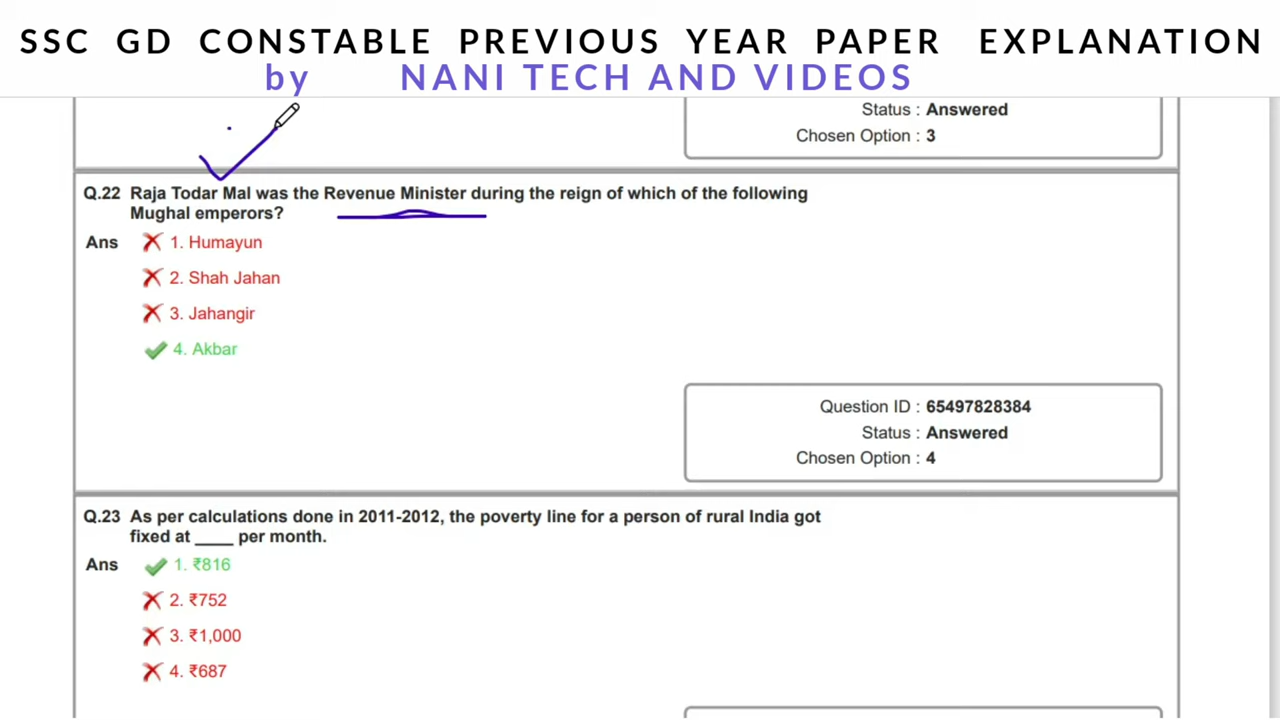 SSC GD CONSTABLE PREVIOUS YEAR PAPER EXPLANATION
by NANI TECH AND VIDEOS
Status : Answered
Chosen Option : 3
Q.22 Raja Todar Mal was the Revenue Minister during the reign of which of the following
Mughal emperors?
Ans 1. Humayun
2. Shah Jahan
3. Jahangir
4. Akbar
Question ID : 65497828384
Status : Answered
Chosen Option : 4
Q.23 As per calculations done in 2011-2012, the poverty line for a person of rural India got
fixed at ____ per month.
Ans 1. ₹816
2. ₹752
3. ₹1,000
4. ₹687